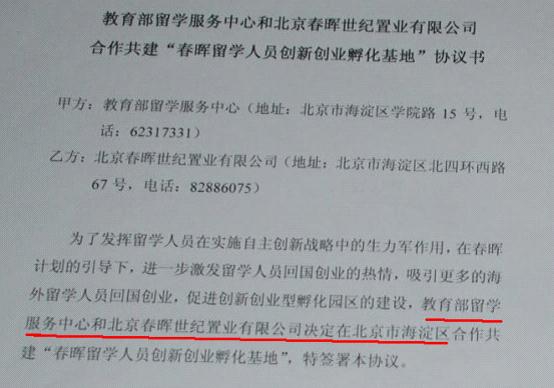 教育部留学服务中心和北京春晖世纪置业有限公司
合作共建“春晖留学人员创新创业孵化基地”协议书
甲方：教育部留学服务中心（地址：北京市海淀区学院路 15 号，电
话：62317331）
乙方：北京春晖世纪置业有限公司（地址：北京市海淀区北四环西路
67 号，电话：82886075）
为了发挥留学人员在实施自主创新战略中的生力军作用，在春晖
计划的引导下，进一步激发留学人员回国创业的热情，吸引更多的海
外留学人员回国创业，促进创新创业型孵化园区的建设，教育部留学
服务中心和北京春晖世纪置业有限公司决定在北京市海淀区合作共
建“春晖留学人员创新创业孵化基地”，特签署本协议。